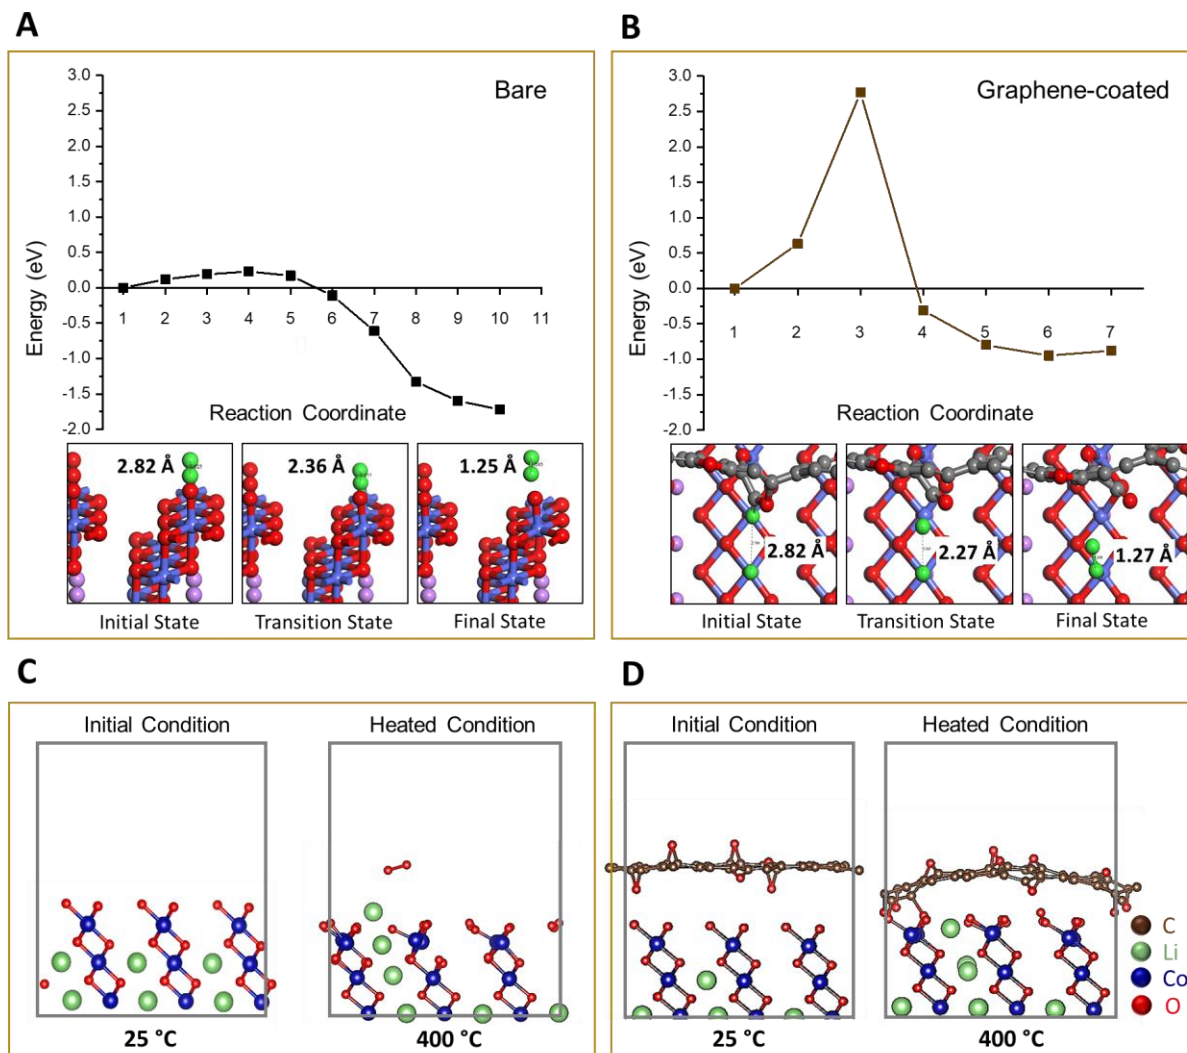 A
Bare
3.0
2.5
2.0
1.5
1.0
0.5
0.0
-0.5
-1.0
-1.5
-2.0
Energy (eV)
1 2 3 4 5 6 7 8 9 10 11
Reaction Coordinate
2.82 Å
2.36 Å
1.25 Å
Initial State
Transition State
Final State
B
Graphene-coated
3.0
2.5
2.0
1.5
1.0
0.5
0.0
-0.5
-1.0
-1.5
-2.0
Energy (eV)
1 2 3 4 5 6 7
Reaction Coordinate
2.82 Å
2.27 Å
1.27 Å
Initial State
Transition State
Final State
C
Initial Condition
Heated Condition
25 °C
400 °C
D
Initial Condition
Heated Condition
25 °C
400 °C
C
Li
Co
O